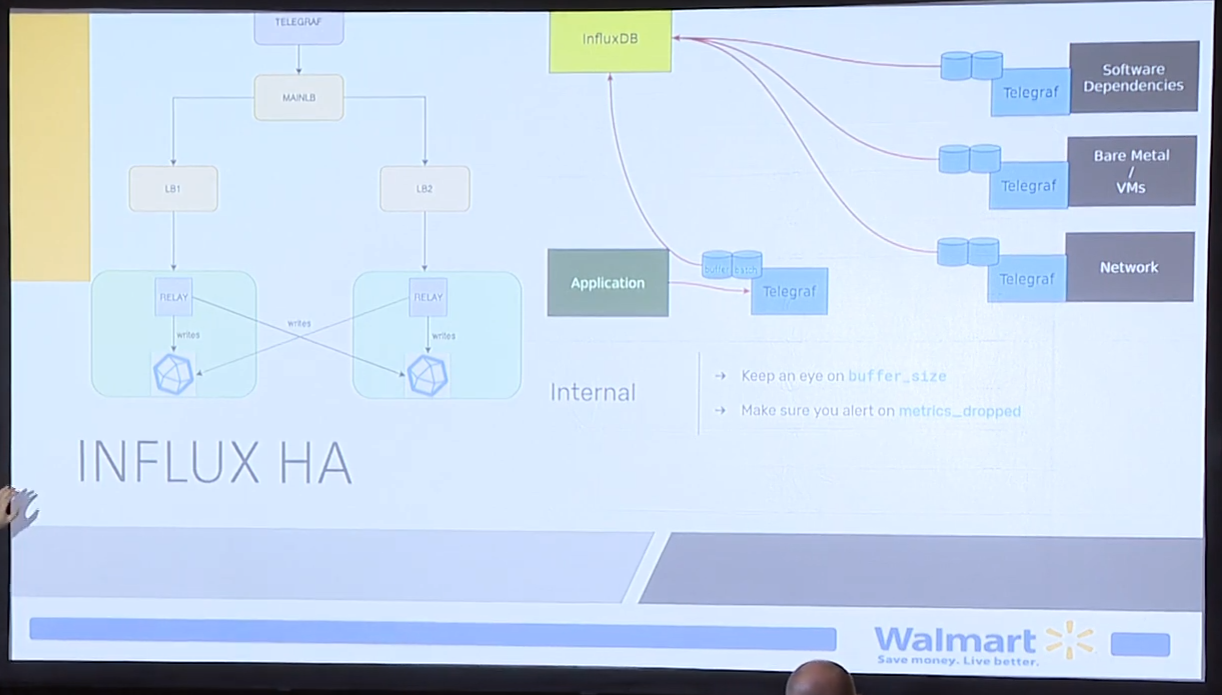 TELEGRAF
MAINLB
LB1
LB2
RELAY
RELAY
writes
writes
writes
INFLUX HA
InfluxDB
Telegraf
Software
Dependencies
Telegraf
Bare Metal
/
VMs
Telegraf
Network
Application
buffer
batch
Telegraf
Internal
→ Keep an eye on buffer_size
→ Make sure you alert on metrics_dropped
Walmart
Save money. Live better.